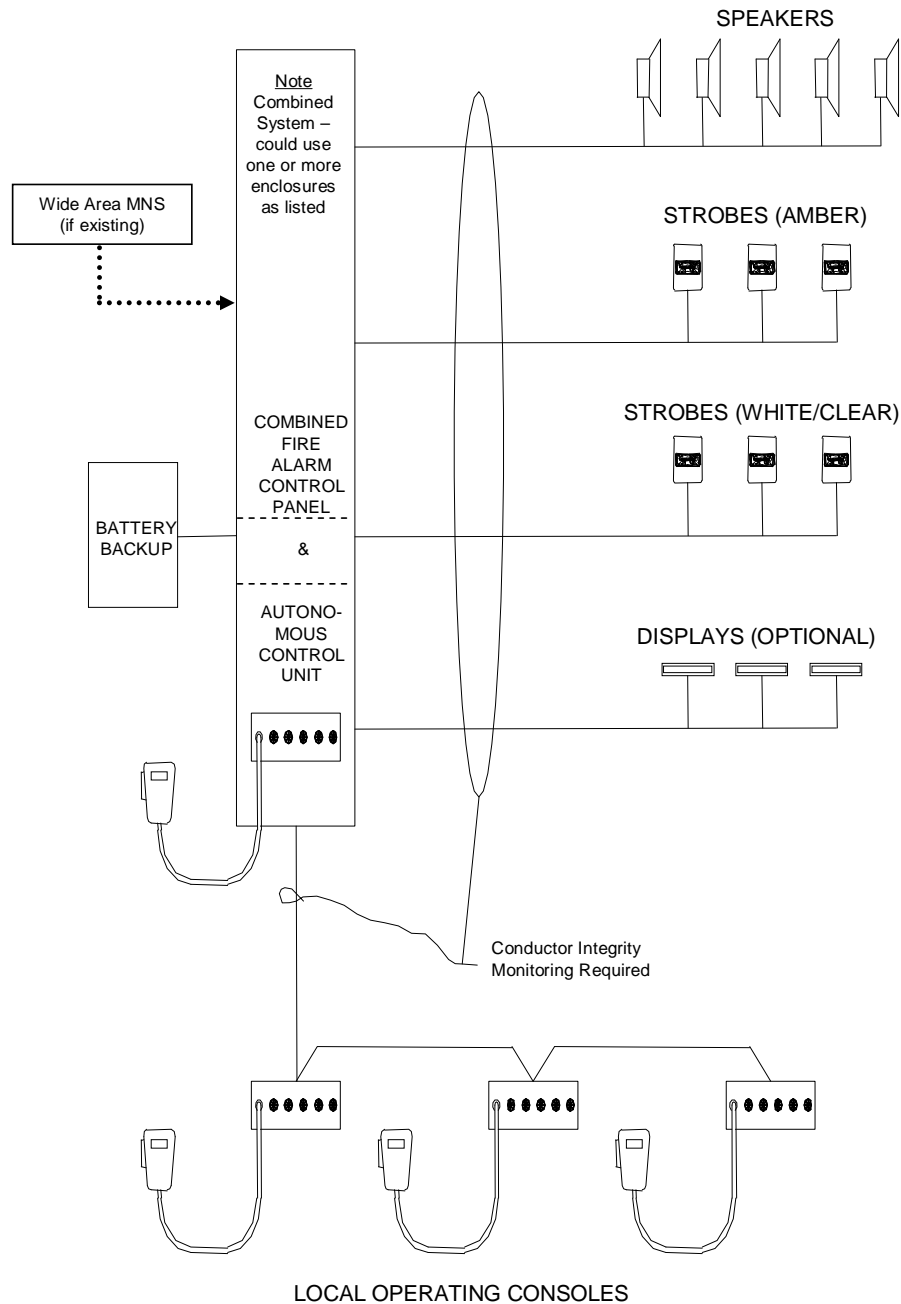 SPEAKERS
Note
Combined
System –
could use
one or more
enclosures
as listed
Wide Area MNS
(if existing)
STROBES (AMBER)
STROBES (WHITE/CLEAR)
COMBINED
FIRE
ALARM
CONTROL
PANEL
BATTERY
BACKUP
&
AUTONO-
MOUS
CONTROL
UNIT
DISPLAYS (OPTIONAL)
Conductor Integrity
Monitoring Required
LOCAL OPERATING CONSOLES